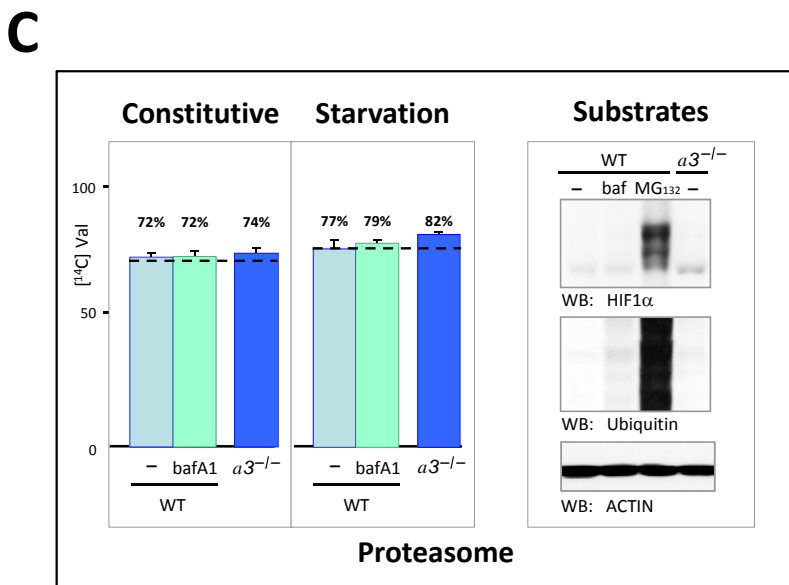 C
Constitutive Starvation Substrates
WT a3−/−
– baf MG132 –
100
72% 72% 74% 77% 79% 82%
[14C] Val
WB: HIF1α
50
WB: Ubiquitin
0
– bafA1 a3−/− – bafA1 a3−/−
WT WT
WB: ACTIN
Proteasome